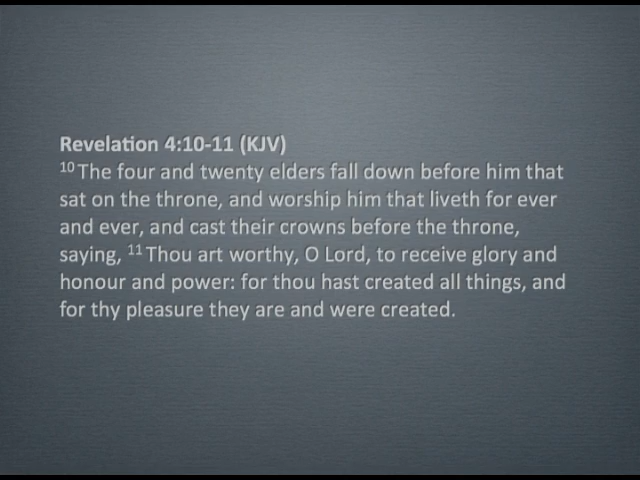 Revelation 4:10-11 (KJV)
10 The four and twenty elders fall down before him that
sat on the throne, and worship him that liveth for ever
and ever, and cast their crowns before the throne,
saying, 11 Thou art worthy, O Lord, to receive glory and
honour and power: for thou hast created all things, and
for thy pleasure they are and were created.